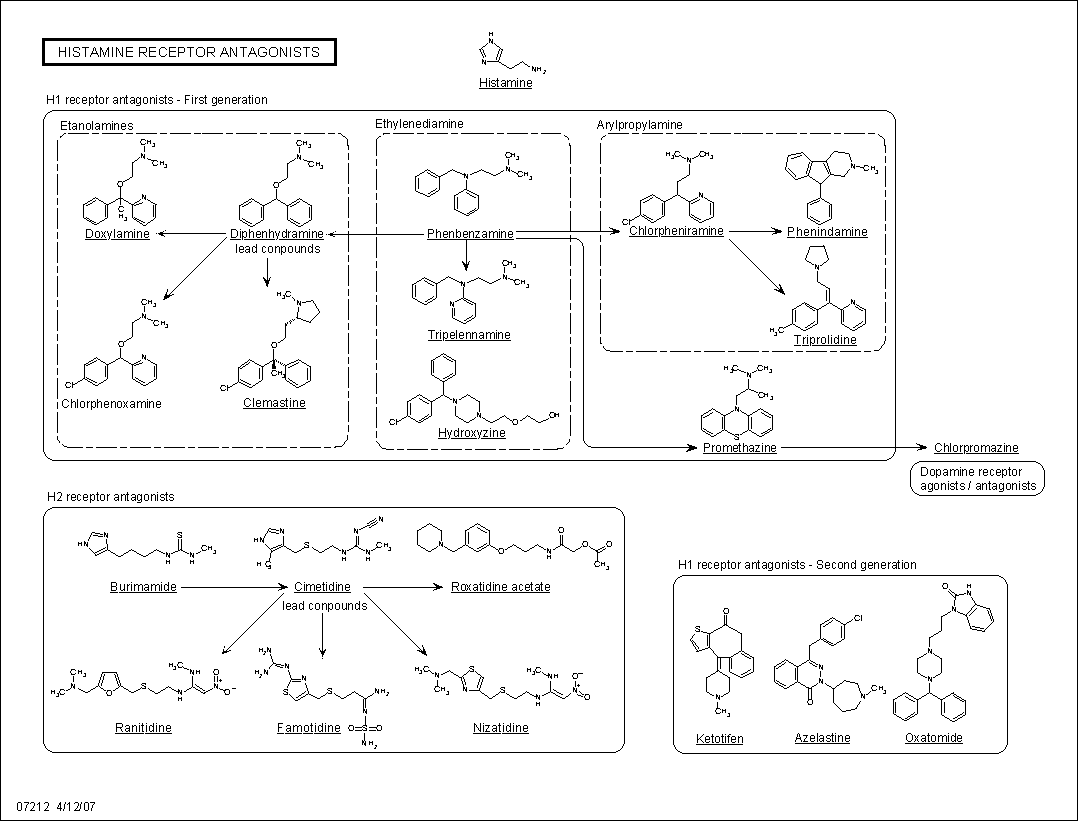 HISTAMINE RECEPTOR ANTAGONISTS
Histamine
H1 receptor antagonists - First generation
Etanolamines
Doxylamine
Diphenhydramine
lead conpounds
Chlorphenoxamine
Clemastine
Ethylenediamine
Phenbenzamine
Tripelennamine
Hydroxyzine
Arylpropylamine
Chlorpheniramine
Phenindamine
Triprolidine
Promethazine
Chlorpromazine
Dopamine receptor
agonists / antagonists
H2 receptor antagonists
Burimamide
Cimetidine
lead conpounds
Roxatidine acetate
Ranitidine
Famotidine
Nizatidine
H1 receptor antagonists - Second generation
Ketotifen
Azelastine
Oxatomide
07212 4/12/07